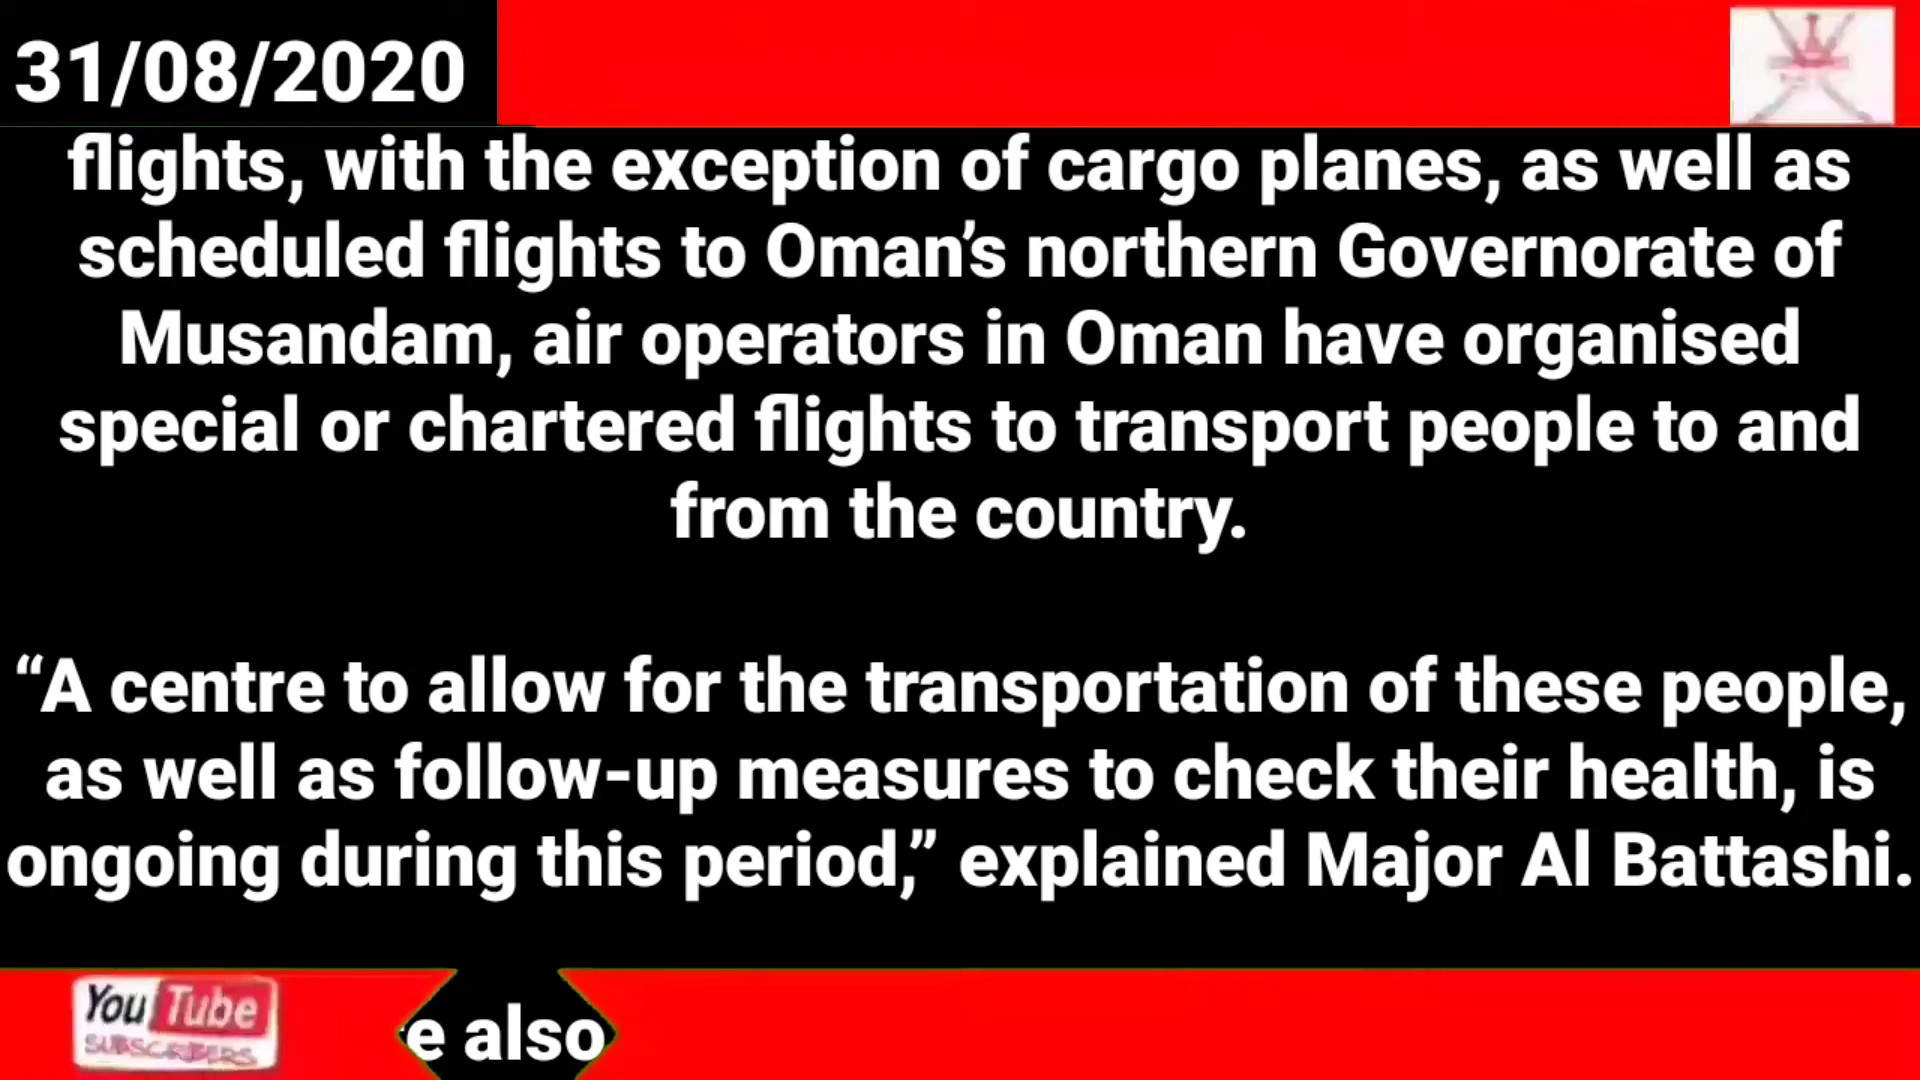 31/08/2020
flights, with the exception of cargo planes, as well as
scheduled flights to Oman’s northern Governorate of
Musandam, air operators in Oman have organised
special or chartered flights to transport people to and
from the country.
“A centre to allow for the transportation of these people,
as well as follow-up measures to check their health, is
ongoing during this period,” explained Major Al Battashi.
YouTube
SUBSCRIBERS
e also